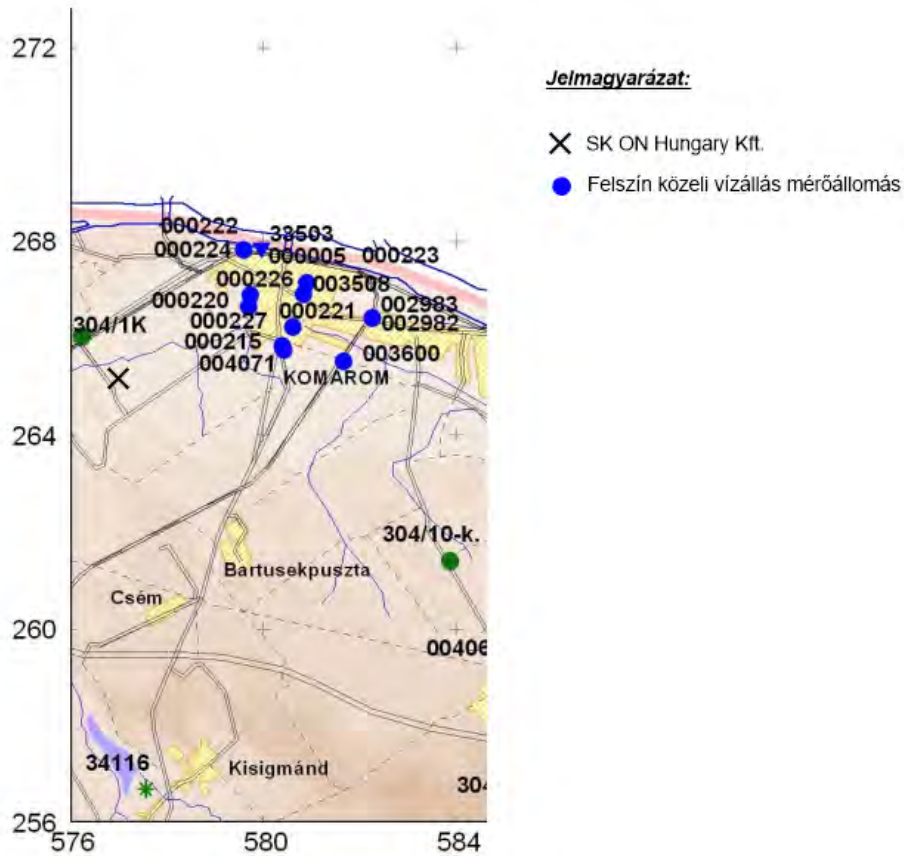 272
Jelmagyarázat:
SK ON Hungary Kft.
Felszín közeli vízállás mérőállomás
268
000222
33503
000224
000005
000223
000226
003508
000220
000221
002983
304/1K
000227
002982
000215
003600
004071
KOMÁROM
264
304/10-k.
Bartusekpuszta
Csém
260
00406
34116
Kisigmánd
304
256
576
580
584